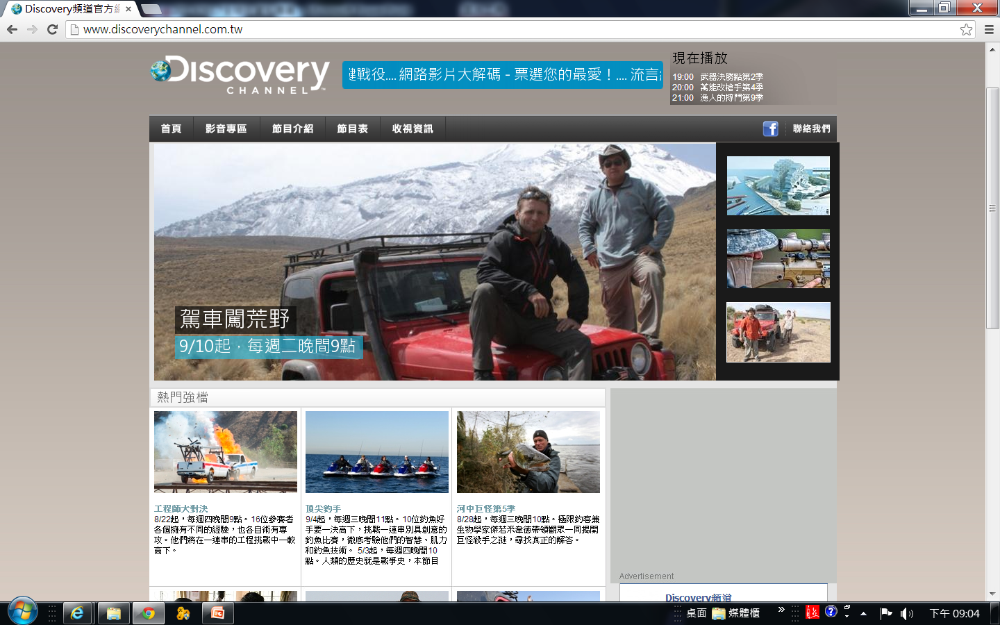 Discovery頻道官方網
www.discoverychannel.com.tw
Discovery
CHANNEL
戰役.... 網路影片大解碼 - 票選您的最愛！.... 流言
現在播放
19:00 武器決勝點第2季
20:00 萬能改槍手第4季
21:00 漁人的搏鬥第9季
首頁 影音專區 節目介紹 節目表 收視資訊 f 聯絡我們
駕車闖荒野
9/10起，每週二晚間9點
熱門強檔
工程師大對決
8/22起，每週四晚間9點。16位參賽者
各個擁有不同的經驗，也各自術有專
攻。他們將在一連串的工程挑戰中一較
高下。
頂尖釣手
9/4起，每週三晚間11點。10位釣魚好
手要一決高下，挑戰一連串別具創意的
釣魚比賽，徹底考驗他們的智慧、肌力
和釣魚技術。 5/3起，每週四晚間10
點。人類的歷史就是戰爭史，本節目
河中巨怪第5季
8/28起，每週三晚間10點。極限釣客兼
生物學家傑若米韋德帶領觀眾一同揭開
巨怪殺手之謎，尋找真正的解答。
Advertisement
Discovery頻道
桌面 媒體櫃 » 下午 09:04